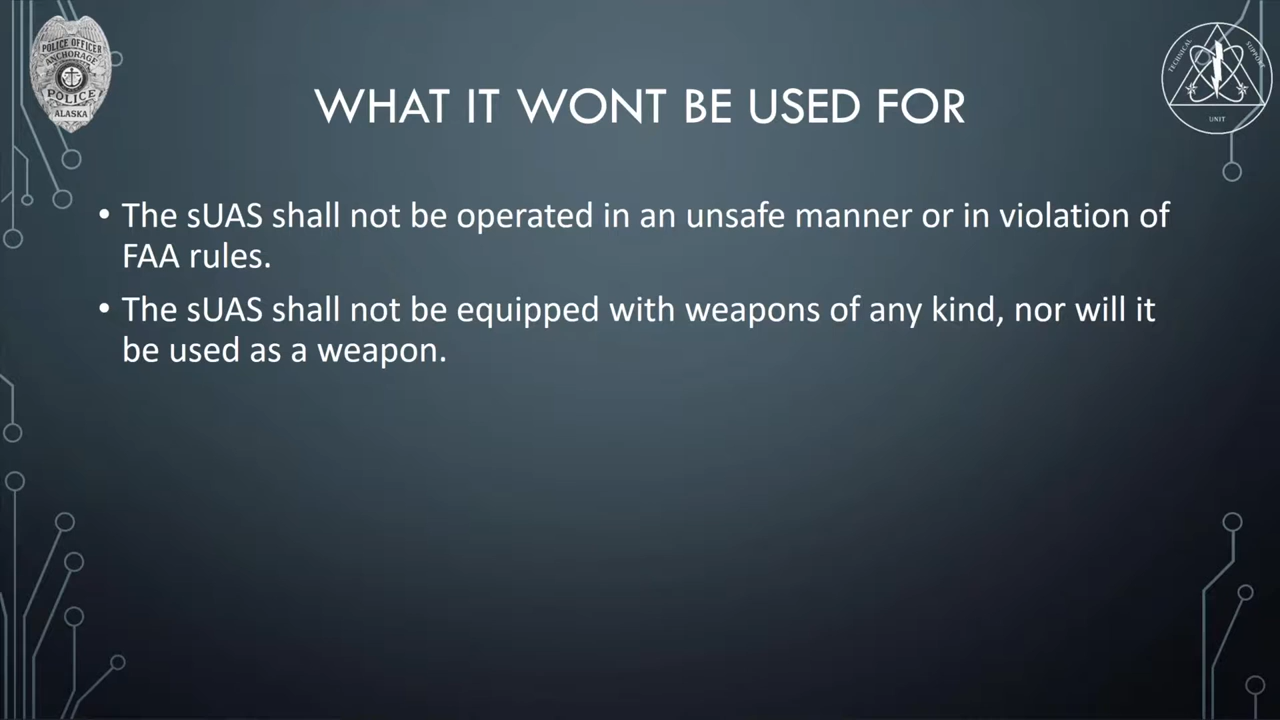 POLICE OFFICER
ANCHORAGE
POLICE
ALASKA
TECHNICAL
SUPPORT
UNIT
WHAT IT WONT BE USED FOR
• The sUAS shall not be operated in an unsafe manner or in violation of
FAA rules.
• The sUAS shall not be equipped with weapons of any kind, nor will it
be used as a weapon.